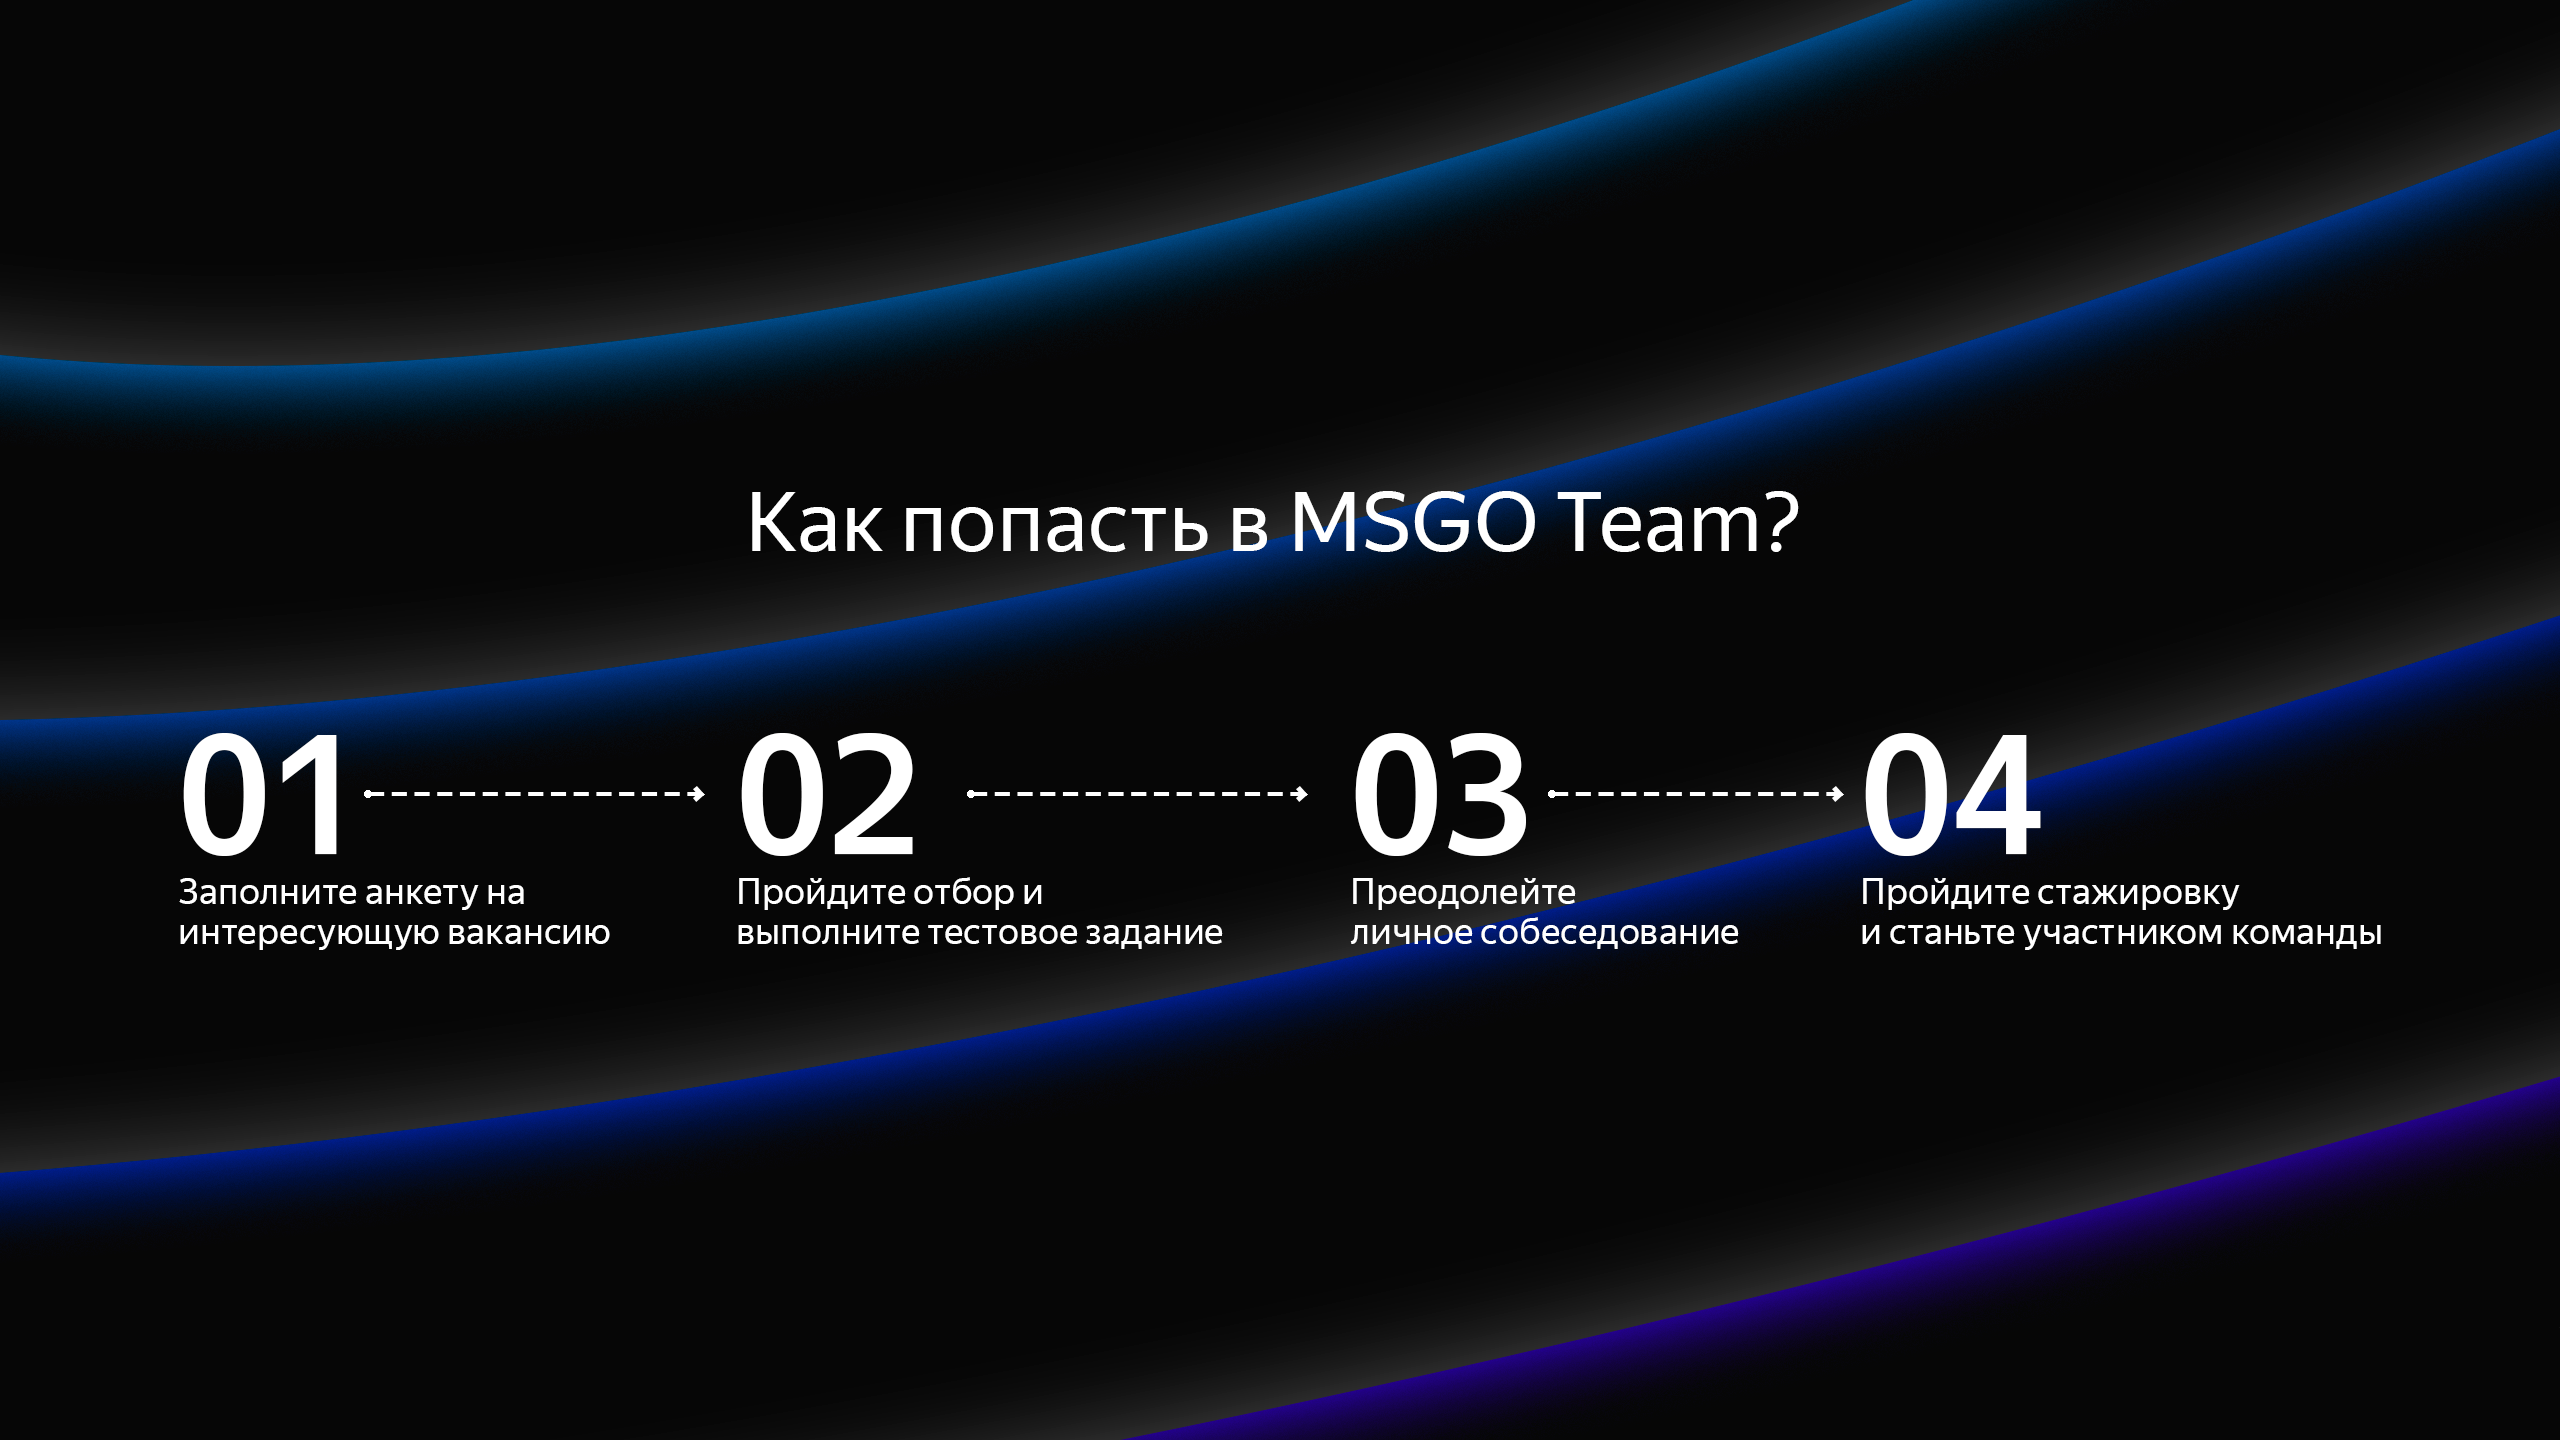 Как попасть в MSGO Team?
01
Заполните анкету на
интересующую вакансию
02
Пройдите отбор и
выполните тестовое задание
03
Преодолейте
личное собеседование
04
Пройдите стажировку
и станьте участником команды